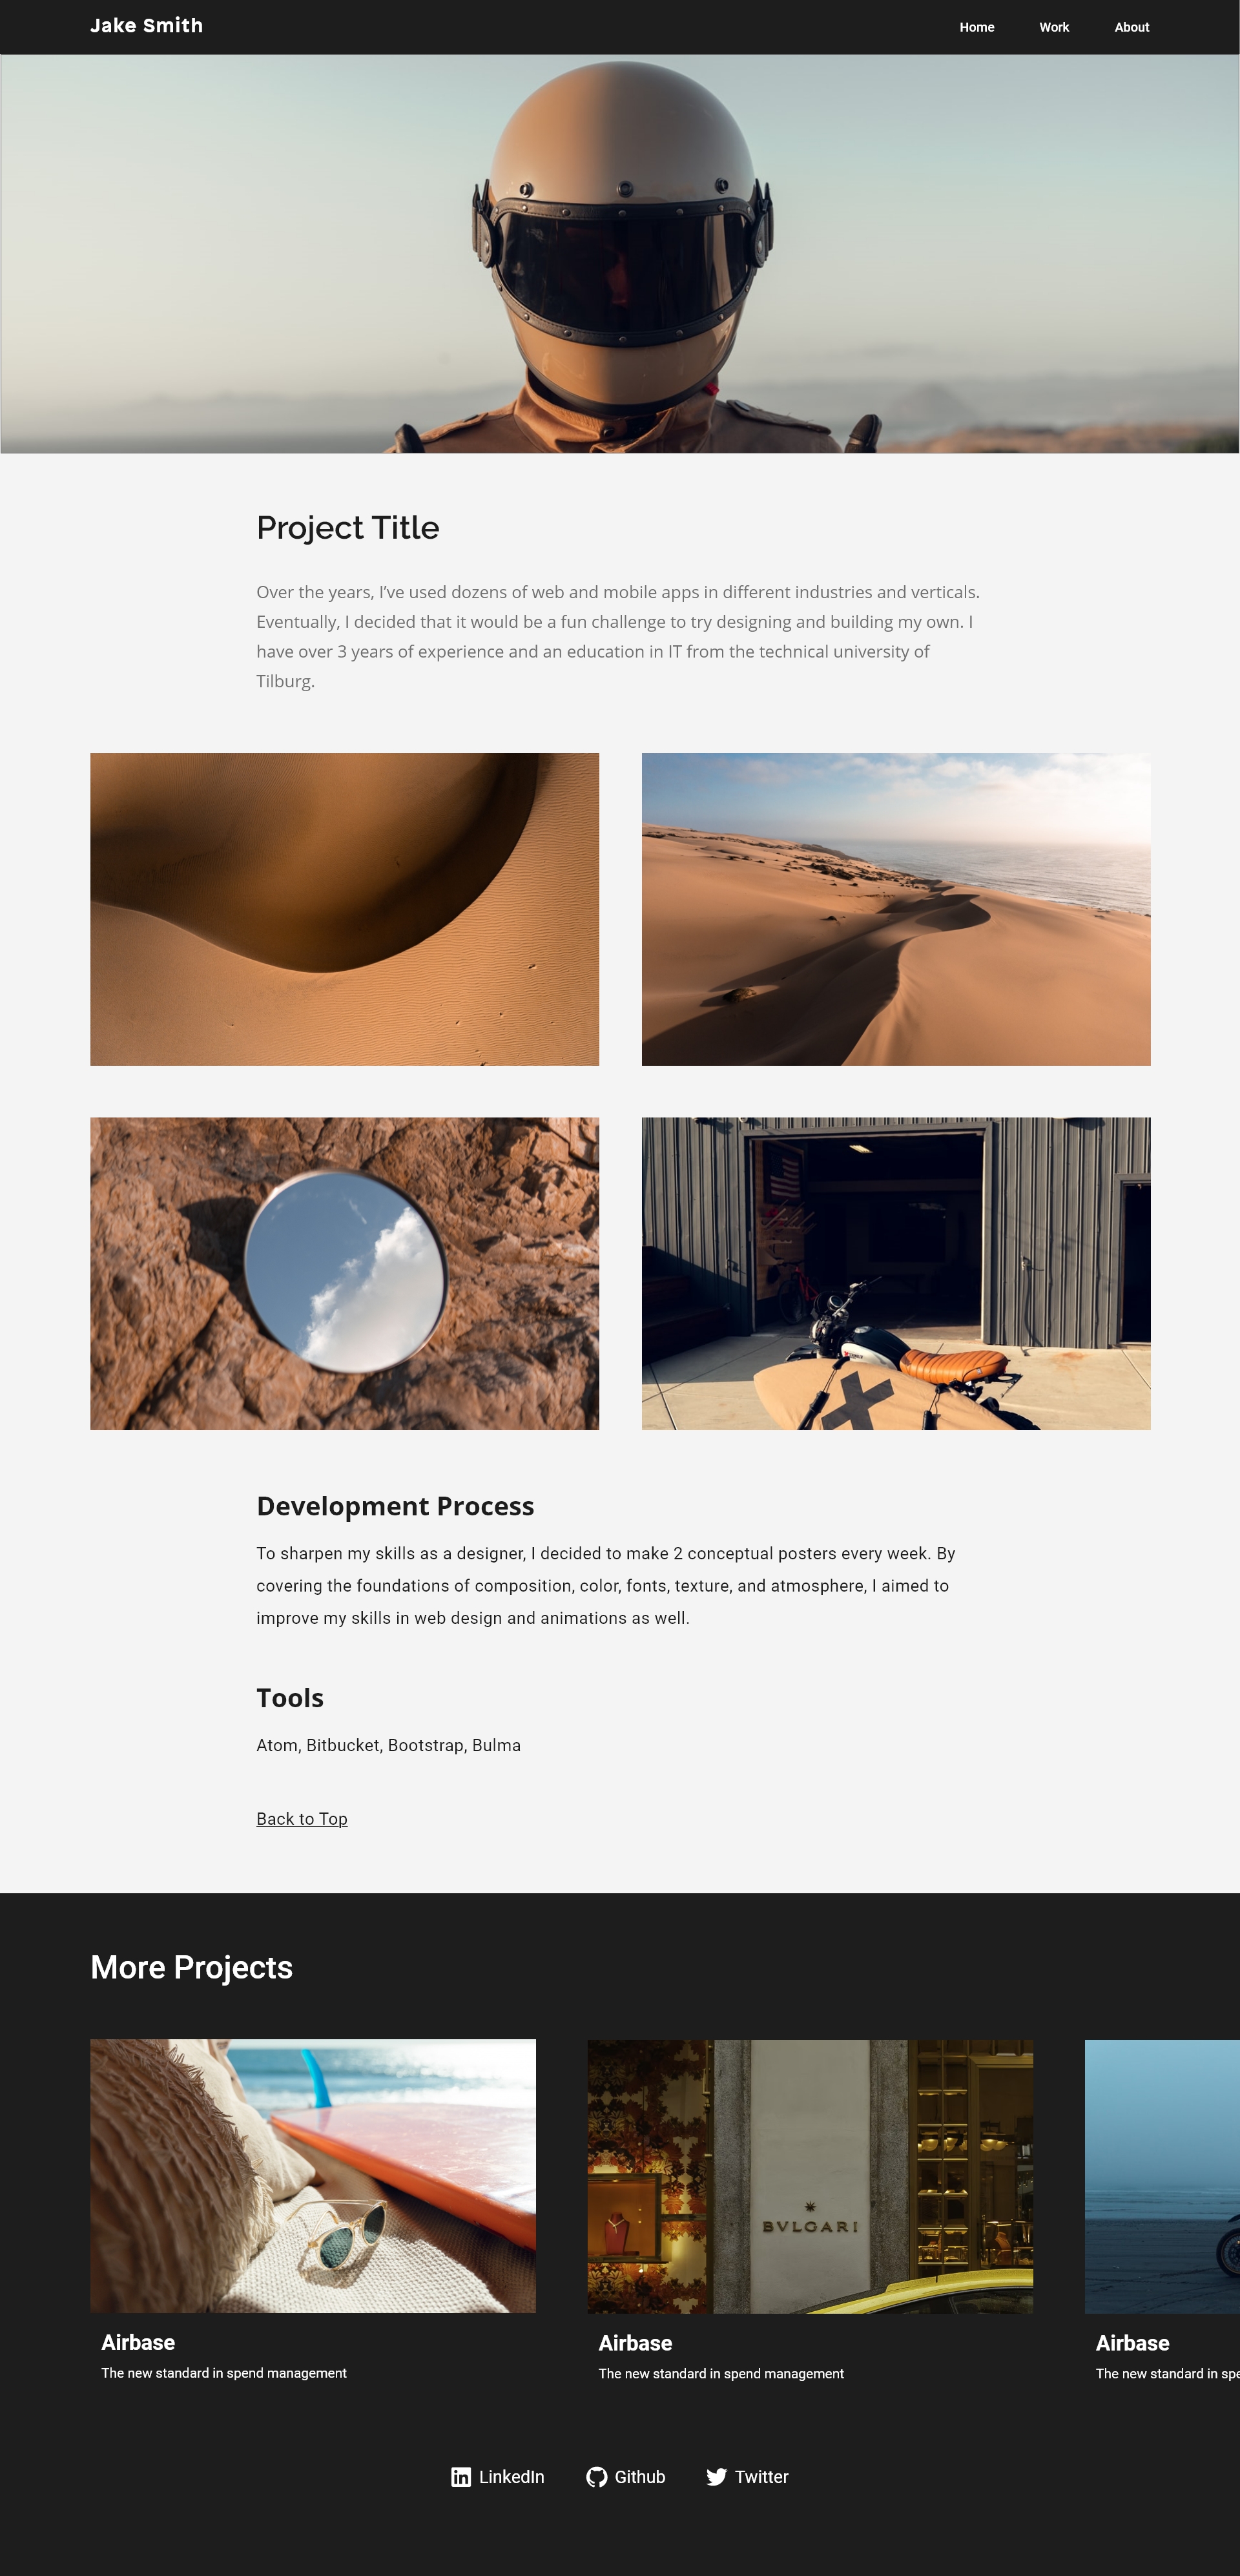 Jake Smith
Home
Work
About
Project Title
Over the years, I’ve used dozens of web and mobile apps in different industries and verticals.
Eventually, I decided that it would be a fun challenge to try designing and building my own. I
have over 3 years of experience and an education in IT from the technical university of
Tilburg.
Development Process
To sharpen my skills as a designer, I decided to make 2 conceptual posters every week. By
covering the foundations of composition, color, fonts, texture, and atmosphere, I aimed to
improve my skills in web design and animations as well.
Tools
Atom, Bitbucket, Bootstrap, Bulma
Back to Top
More Projects
BVLGARI
Airbase
The new standard in spend management
Airbase
The new standard in spend management
Airbase
The new standard in spe
LinkedIn
Github
Twitter